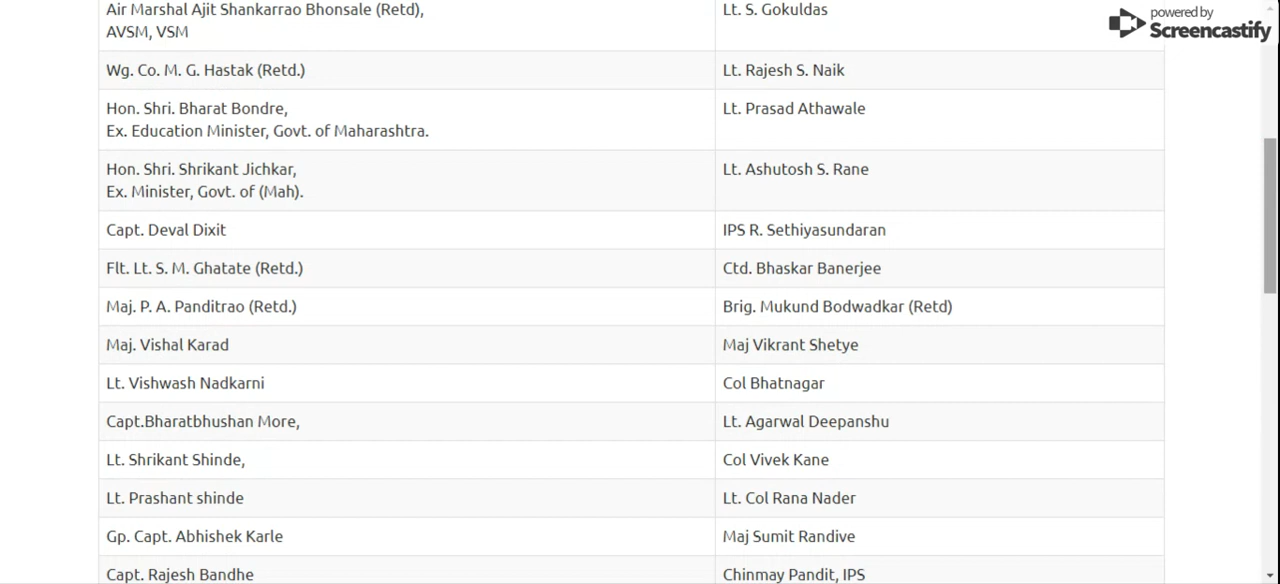 powered by
Screencastify
Air Marshal Ajit Shankarrao Bhonsale (Retd),
AVSM, VSM
Lt. S. Gokuldas
Wg. Co. M. G. Hastak (Retd.)
Lt. Rajesh S. Naik
Hon. Shri. Bharat Bondre,
Ex. Education Minister, Govt. of Maharashtra.
Lt. Prasad Athawale
Hon. Shri. Shrikant Jichkar,
Ex. Minister, Govt. of (Mah).
Lt. Ashutosh S. Rane
Capt. Deval Dixit
IPS R. Sethiyasundaran
Flt. Lt. S. M. Ghatate (Retd.)
Ctd. Bhaskar Banerjee
Maj. P. A. Panditrao (Retd.)
Brig. Mukund Bodwadkar (Retd)
Maj. Vishal Karad
Maj Vikrant Shetye
Lt. Vishwash Nadkarni
Col Bhatnagar
Capt.Bharatbhushan More,
Lt. Agarwal Deepanshu
Lt. Shrikant Shinde,
Col Vivek Kane
Lt. Prashant shinde
Lt. Col Rana Nader
Gp. Capt. Abhishek Karle
Maj Sumit Randive
Capt. Rajesh Bandhe
Chinmay Pandit, IPS